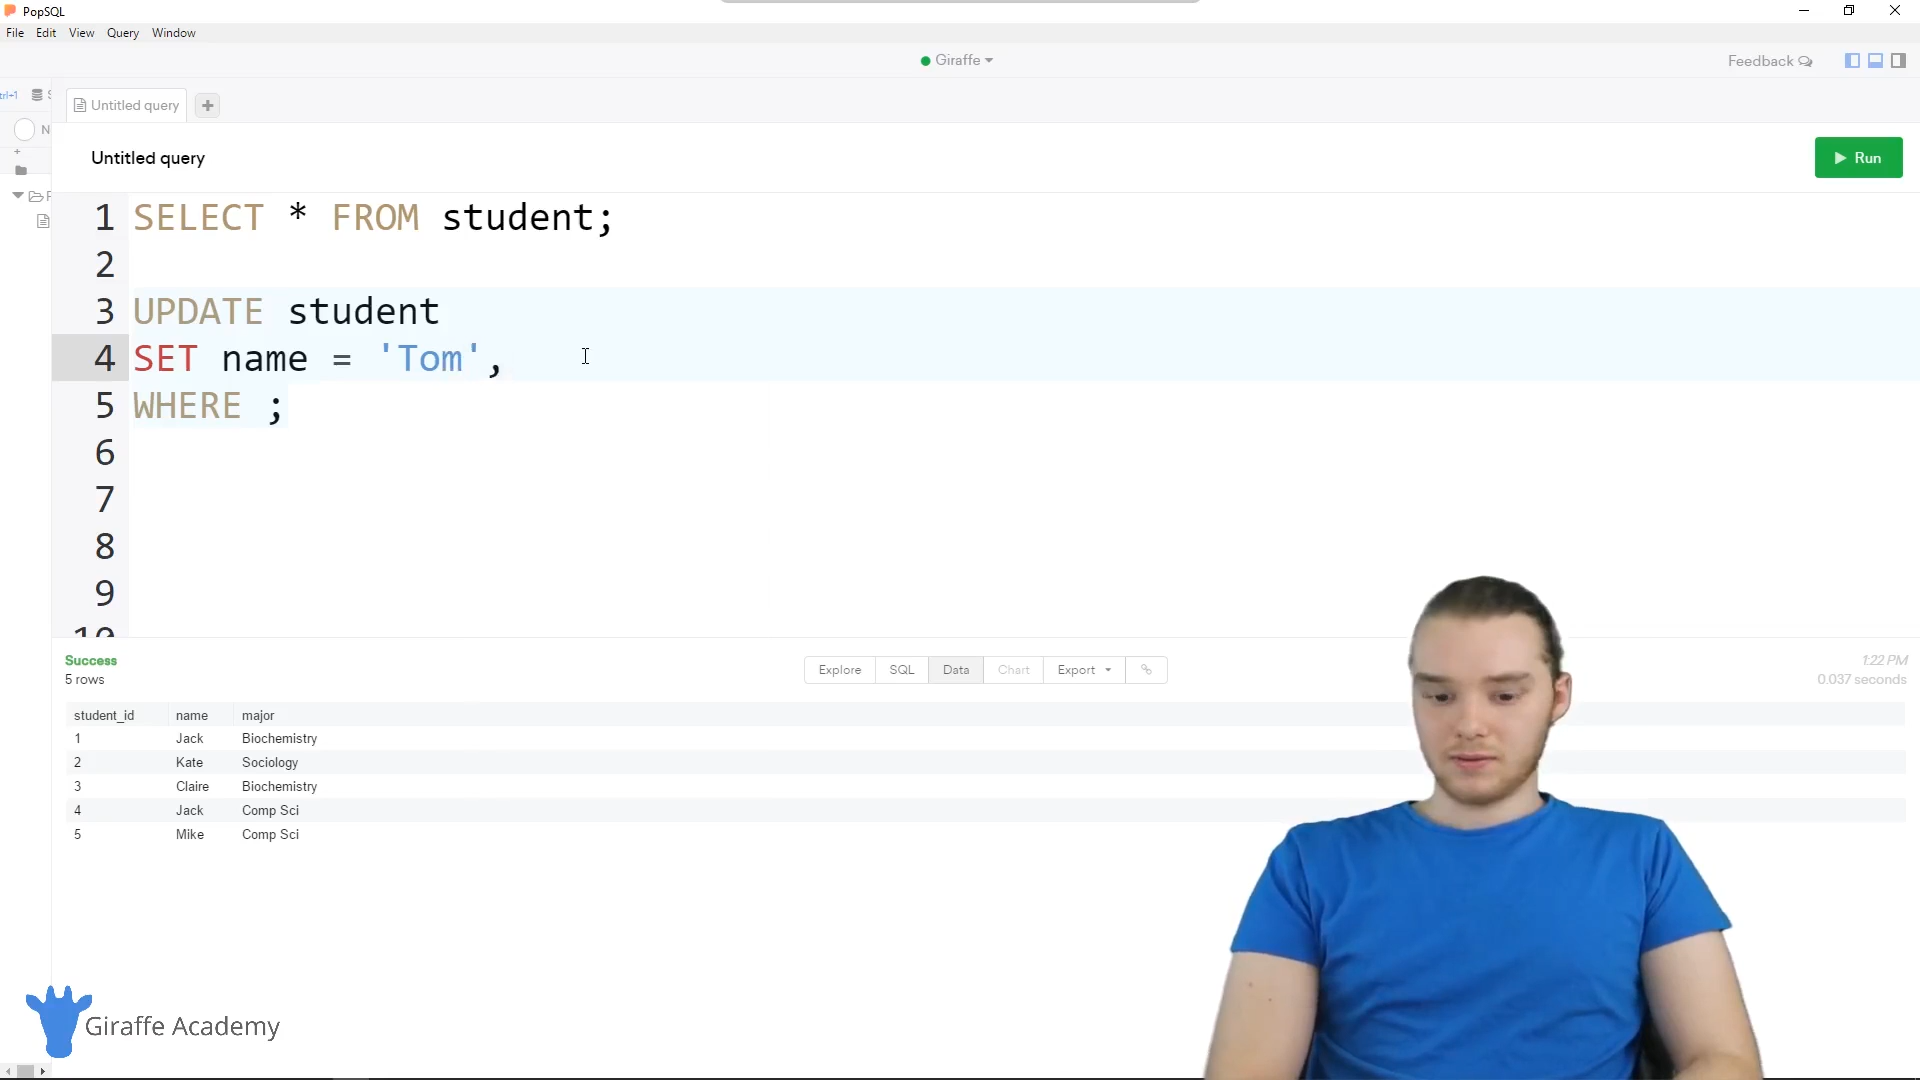 PopSQL
File Edit View Query Window
Giraffe
Feedback
trl+1 S
Untitled query +
N
+
Untitled query
Run
1 SELECT * FROM student;
2
3 UPDATE student
4 SET name = 'Tom',
5 WHERE ;
6
7
8
9
10
Success
5 rows
Explore SQL Data Chart Export
1:22 PM
0.037 seconds
student_id name major
1 Jack Biochemistry
2 Kate Sociology
3 Claire Biochemistry
4 Jack Comp Sci
5 Mike Comp Sci
Giraffe Academy